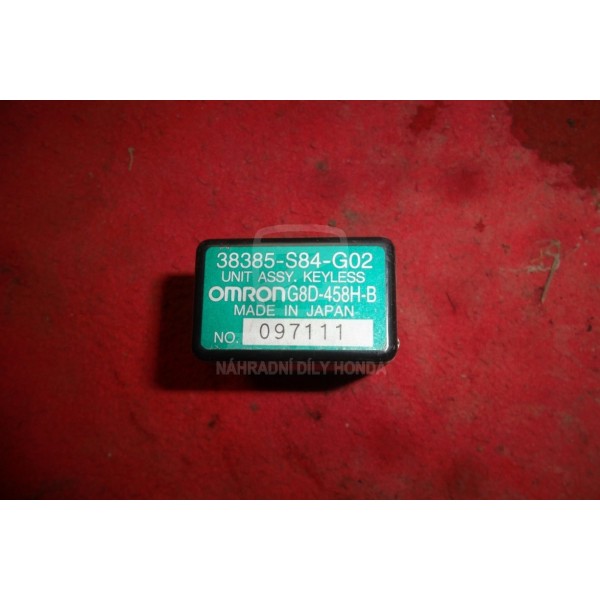 38385-S84-G02
UNIT ASSY. KEYLESS
OMRON G8D-458H-B
MADE IN JAPAN
NO. 097111
NÁHRADNÍ DÍLY HONDA